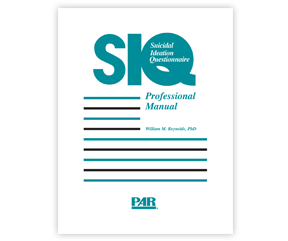 SIQ
Suicidal
Ideation
Questionnaire
Professional
Manual
William M. Reynolds, PhD
PAR